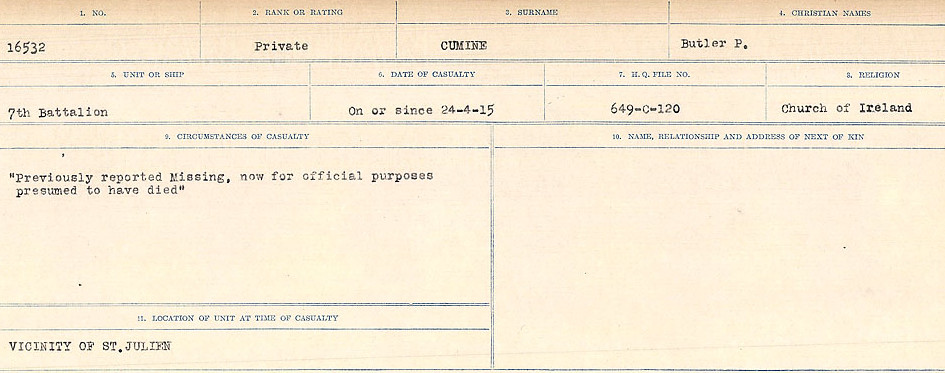 1. NO. 2. RANK OR RATING 3. SURNAME 4. CHRISTIAN NAMES
16532 Private CUMINE Butler P.
5. UNIT OR SHIP 6. DATE OF CASUALTY 7. H.Q. FILE NO. 8. RELIGION
7th Battalion On or since 24-4-15 649-C-120 Church of Ireland
9. CIRCUMSTANCES OF CASUALTY
"Previously reported Missing, now for official purposes
presumed to have died"
10. NAME, RELATIONSHIP AND ADDRESS OF NEXT OF KIN
11. LOCATION OF UNIT AT TIME OF CASUALTY
VICINITY OF ST.JULIEN